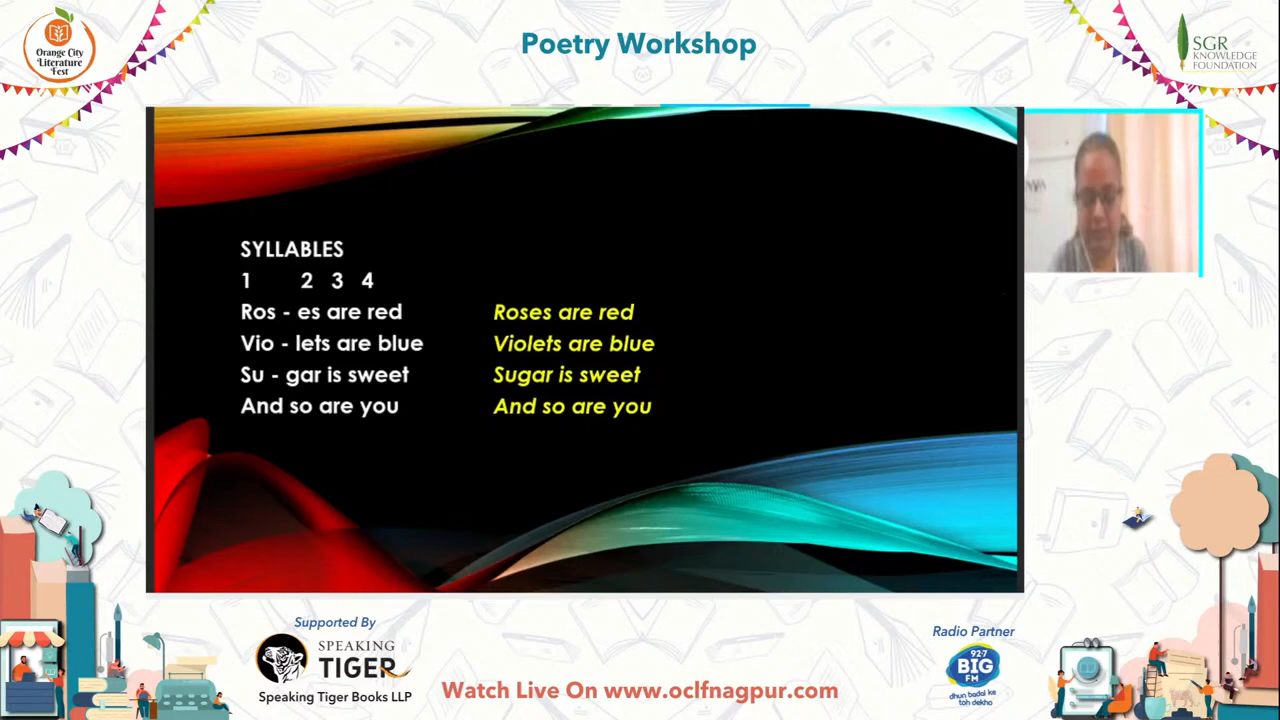 Orange City
Literature
Fest
Poetry Workshop
SGR
KNOWLEDGE
FOUNDATION
SYLLABLES
1 2 3 4
Ros - es are red
Vio - lets are blue
Su - gar is sweet
And so are you
Roses are red
Violets are blue
Sugar is sweet
And so are you
Supported By
SPEAKING
TIGER
Speaking Tiger Books LLP
Watch Live On www.oclfnagpur.com
Radio Partner
92·7
BIG
FM
dhun badal ke
toh dekho